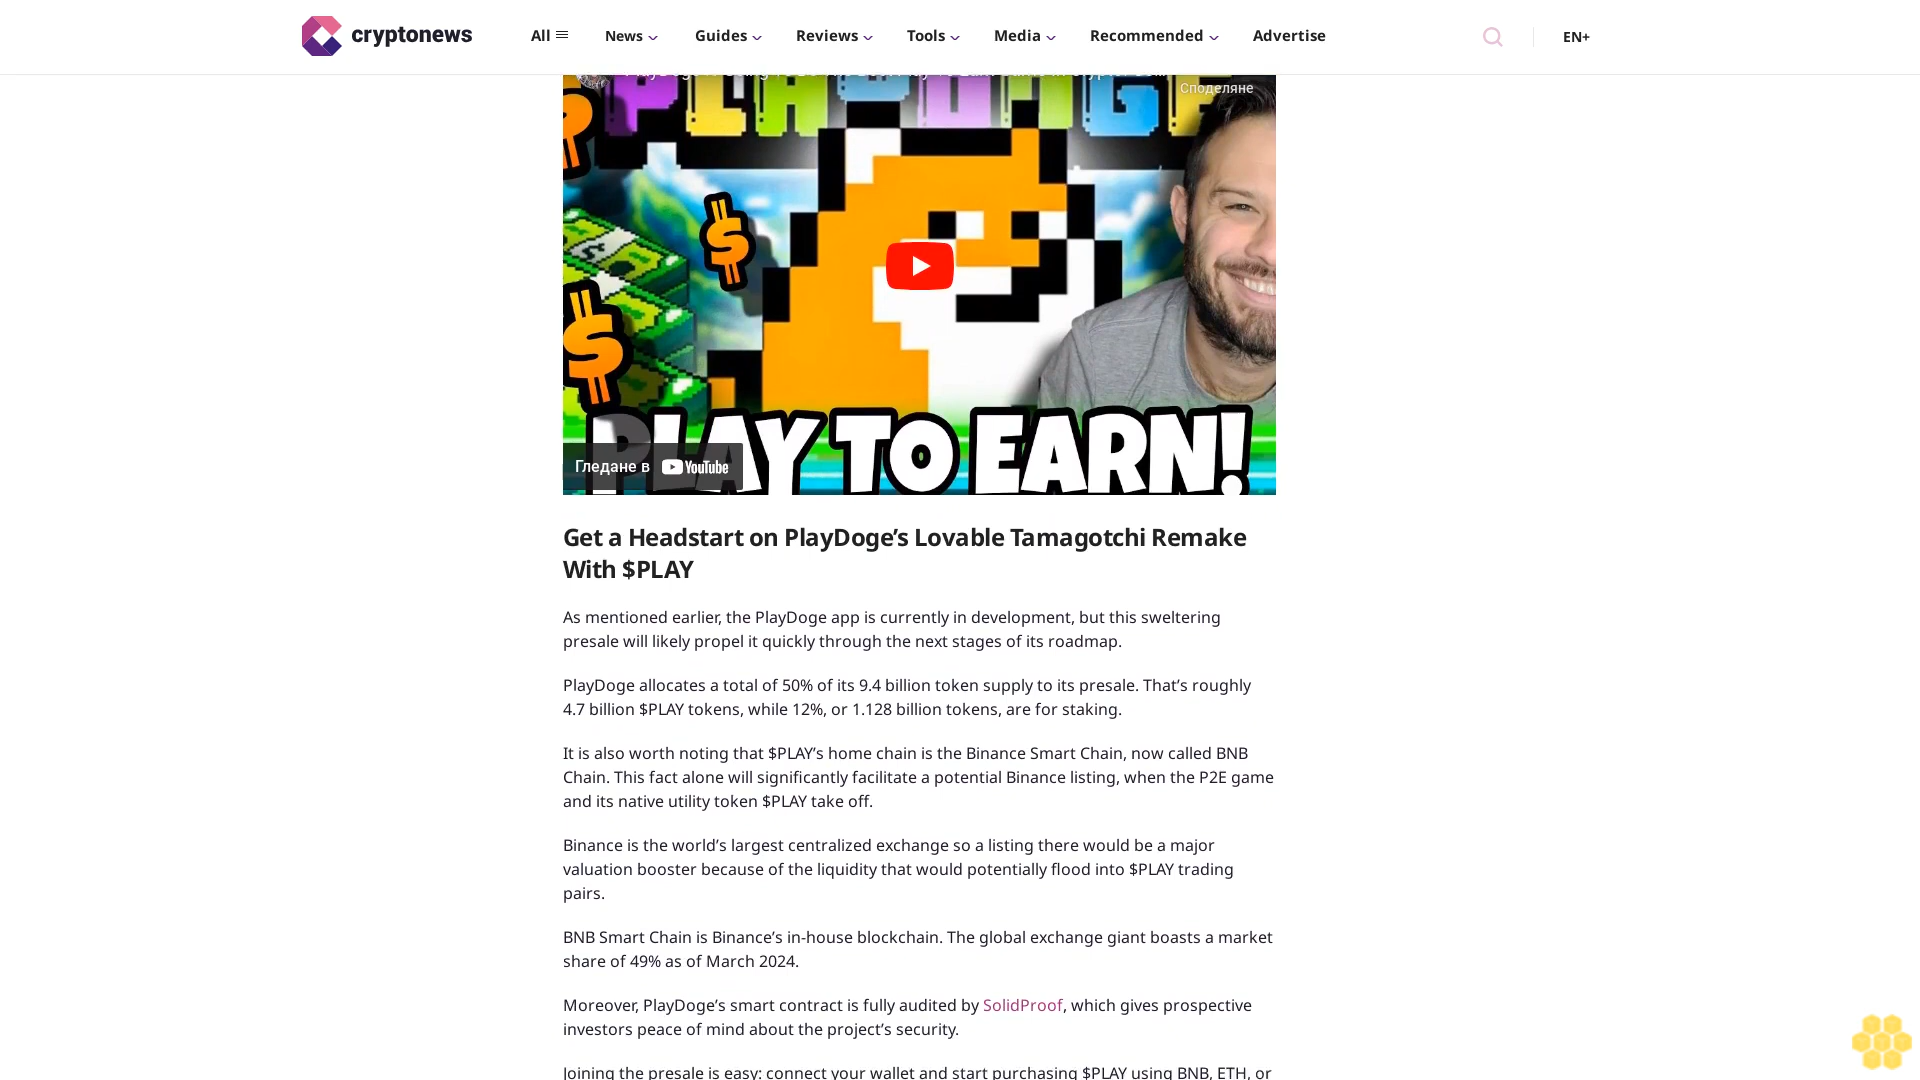 cryptonews
All
News
Guides
Reviews
Tools
Media
Recommended
Advertise
EN+
Споделяне
PLAY TO EARN!
Гледане в YouTube
Get a Headstart on PlayDoge’s Lovable Tamagotchi Remake
With $PLAY
As mentioned earlier, the PlayDoge app is currently in development, but this sweltering
presale will likely propel it quickly through the next stages of its roadmap.
PlayDoge allocates a total of 50% of its 9.4 billion token supply to its presale. That’s roughly
4.7 billion $PLAY tokens, while 12%, or 1.128 billion tokens, are for staking.
It is also worth noting that $PLAY’s home chain is the Binance Smart Chain, now called BNB
Chain. This fact alone will significantly facilitate a potential Binance listing, when the P2E game
and its native utility token $PLAY take off.
Binance is the world’s largest centralized exchange so a listing there would be a major
valuation booster because of the liquidity that would potentially flood into $PLAY trading
pairs.
BNB Smart Chain is Binance’s in-house blockchain. The global exchange giant boasts a market
share of 49% as of March 2024.
Moreover, PlayDoge’s smart contract is fully audited by SolidProof, which gives prospective
investors peace of mind about the project’s security.
Joining the presale is easy: connect your wallet and start purchasing $PLAY using BNB, ETH, or